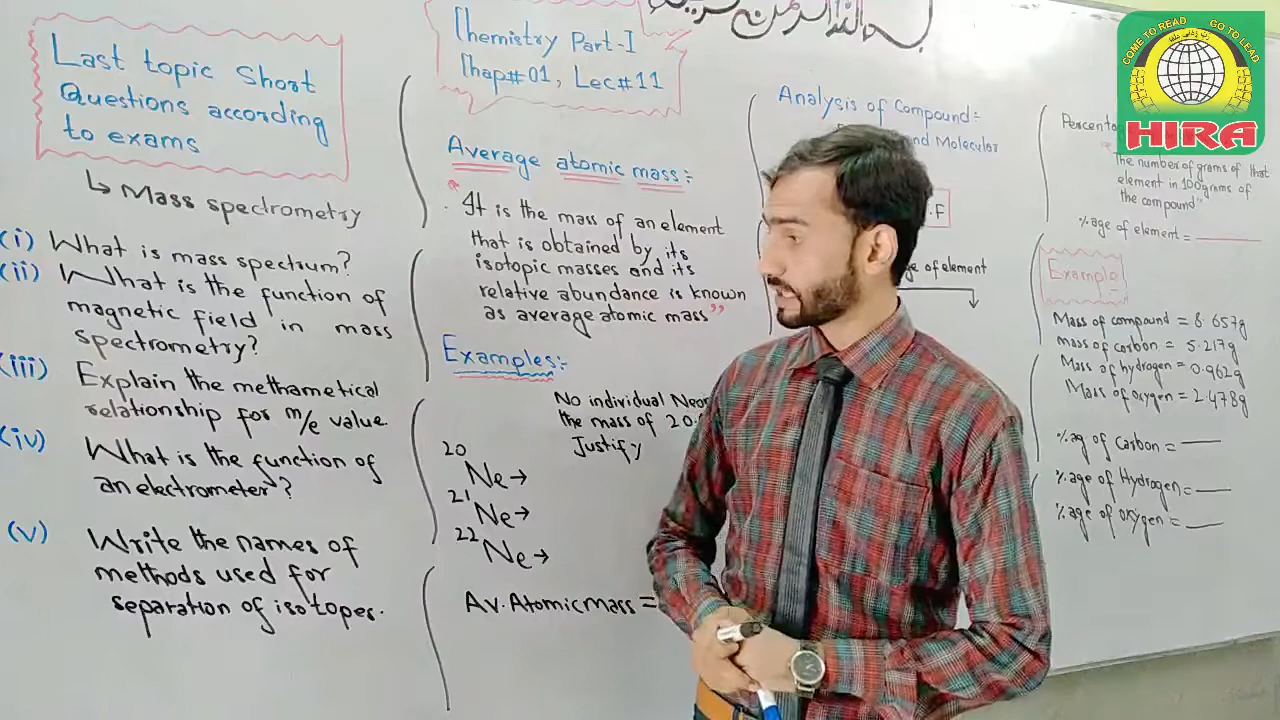 بسم الله الرحمن الرحيم
Last topic Short
Questions according
to exams
↳ Mass spectrometry
(i) What is mass spectrum?
(ii) What is the function of
magnetic field in mass
spectrometry?
(iii) Explain the methametical
relationship for m/e value.
(iv) What is the function of
an electrometer?
(v) Write the names of
methods used for
separation of isotopes.
Chemistry Part-I
Chap#01, Lec#11
Average atomic mass:-
"It is the mass of an element
that is obtained by its
isotopic masses and its
relative abundance is known
as average atomic mass"
Examples:-
No individual Neon
the mass of 20.
Justify
20Ne→
21Ne→
22Ne→
Av. Atomic Mass =
Analysis of Compound:-
and Molecular
.F
age of element
"The number of grams of that
element in 100 grams of
the compound"
%age of element =
Example
Mass of compound = 8.657g
Mass of carbon = 5.217g
Mass of hydrogen = 0.962g
Mass of oxygen = 2.478g
%ag of Carbon =
%age of Hydrogen =
%age of oxygen =
COME TO READ GO TO LEAD
HIRA